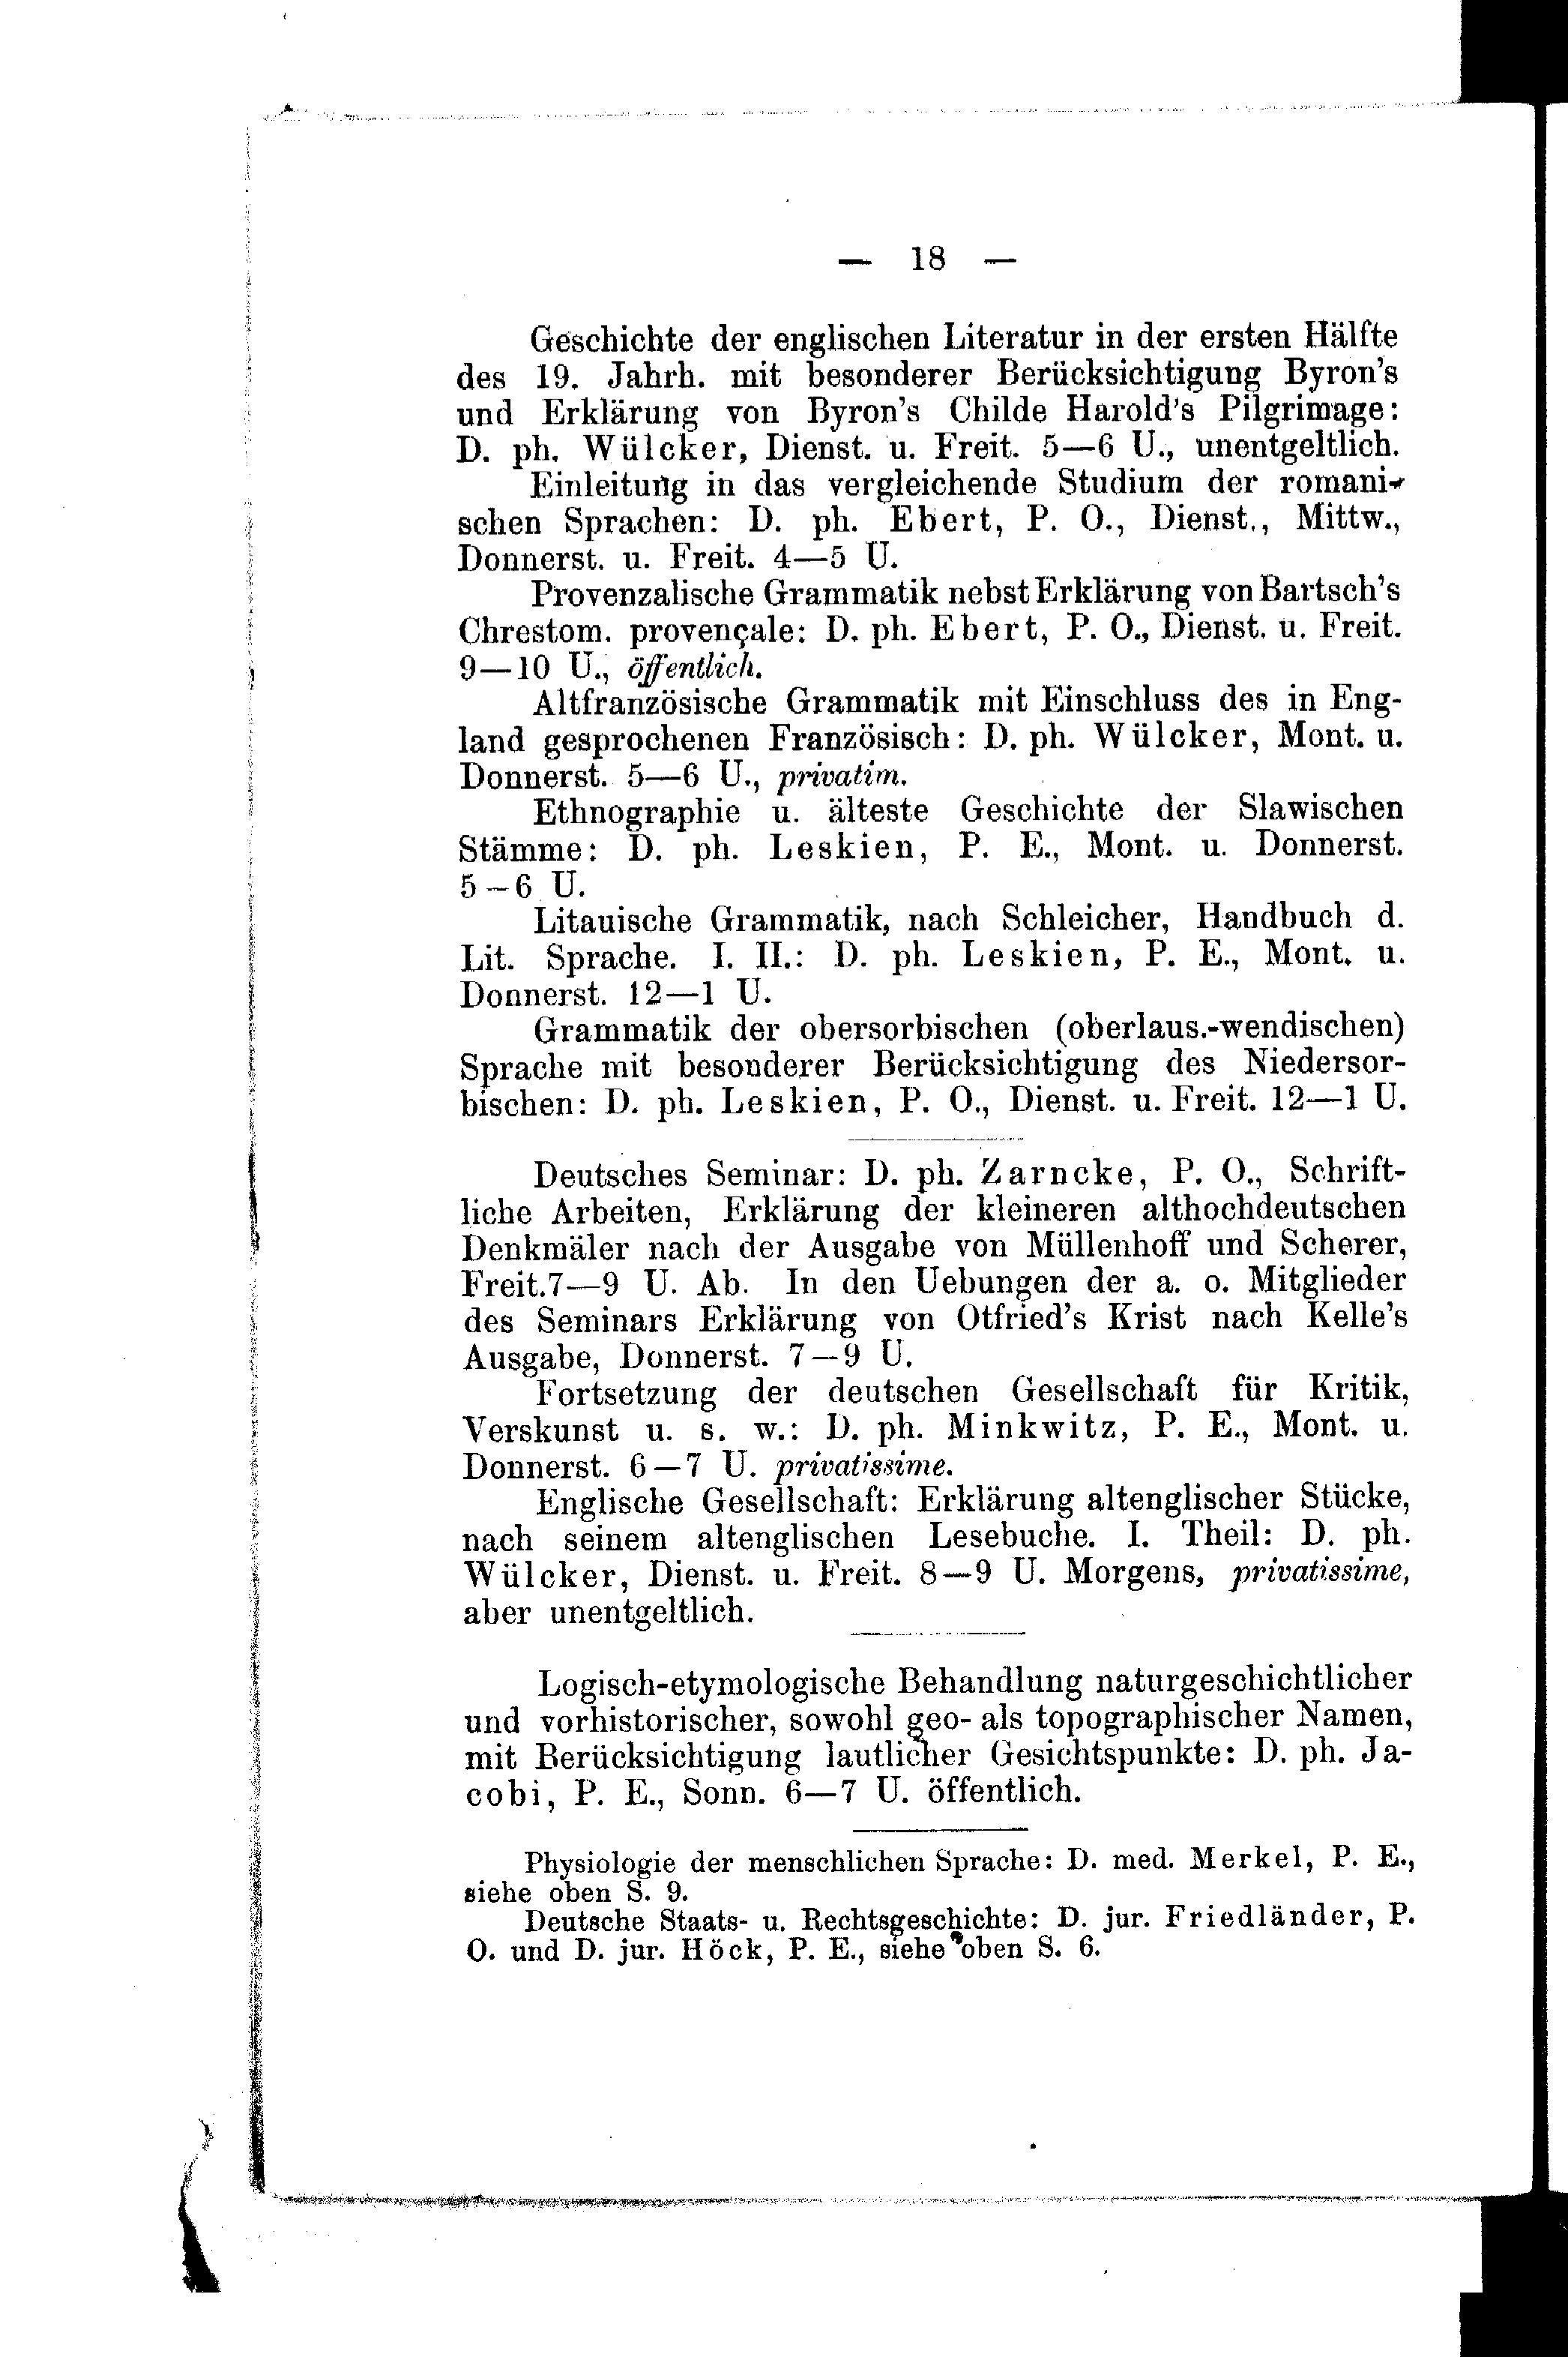 — 18 —
Geschichte der englischen Literatur in der ersten Hälfte
des 19. Jahrh. mit besonderer Berücksichtigung Byron's
und Erklärung von Byron's Childe Harold's Pilgrimage:
D. ph. Wülcker, Dienst. u. Freit. 5—6 U., unentgeltlich.
Einleitung in das vergleichende Studium der romani-
schen Sprachen: D. ph. Ebert, P. O., Dienst., Mittw.,
Donnerst. u. Freit. 4—5 U.
Provenzalische Grammatik nebst Erklärung von Bartsch's
Chrestom. provençale: D. ph. Ebert, P. O., Dienst. u. Freit.
9—10 U., öffentlich.
Altfranzösische Grammatik mit Einschluss des in Eng-
land gesprochenen Französisch: D. ph. Wülcker, Mont. u.
Donnerst. 5—6 U., privatim.
Ethnographie u. älteste Geschichte der Slawischen
Stämme: D. ph. Leskien, P. E., Mont. u. Donnerst.
5—6 U.
Litauische Grammatik, nach Schleicher, Handbuch d.
Lit. Sprache. I. II.: D. ph. Leskien, P. E., Mont. u.
Donnerst. 12—1 U.
Grammatik der obersorbischen (oberlaus.-wendischen)
Sprache mit besonderer Berücksichtigung des Niedersor-
bischen: D. ph. Leskien, P. O., Dienst. u. Freit. 12—1 U.
Deutsches Seminar: D. ph. Zarncke, P. O., Schrift-
liche Arbeiten, Erklärung der kleineren althochdeutschen
Denkmäler nach der Ausgabe von Müllenhoff und Scherer,
Freit. 7—9 U. Ab. In den Uebungen der a. o. Mitglieder
des Seminars Erklärung von Otfried's Krist nach Kelle's
Ausgabe, Donnerst. 7—9 U.
Fortsetzung der deutschen Gesellschaft für Kritik,
Verskunst u. s. w.: D. ph. Minkwitz, P. E., Mont. u.
Donnerst. 6—7 U. privatissime.
Englische Gesellschaft: Erklärung altenglischer Stücke,
nach seinem altenglischen Lesebuche. I. Theil: D. ph.
Wülcker, Dienst. u. Freit. 8—9 U. Morgens, privatissime,
aber unentgeltlich.
Logisch-etymologische Behandlung naturgeschichtlicher
und vorhistorischer, sowohl geo- als topographischer Namen,
mit Berücksichtigung lautlicher Gesichtspunkte: D. ph. Ja-
cobi, P. E., Sonn. 6—7 U. öffentlich.
Physiologie der menschlichen Sprache: D. med. Merkel, P. E.,
siehe oben S. 9.
Deutsche Staats- u. Rechtsgeschichte: D. jur. Friedländer, P.
O. und D. jur. Höck, P. E., siehe oben S. 6.